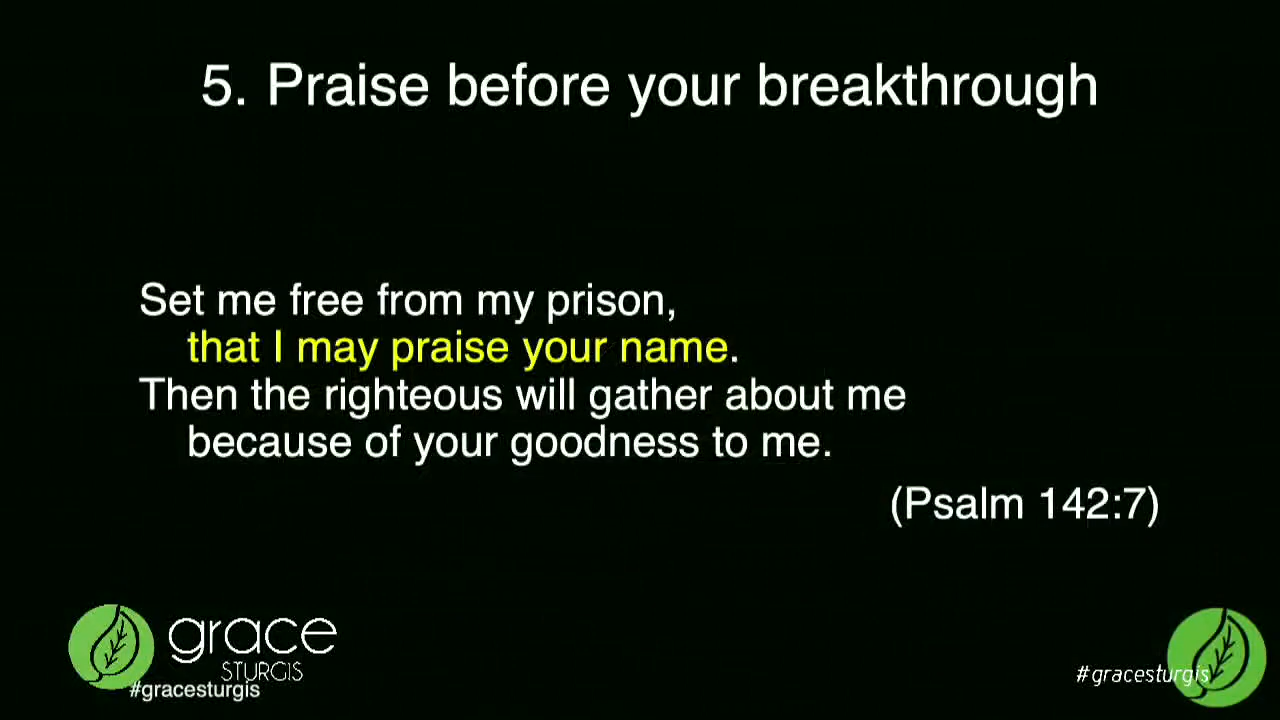 5. Praise before your breakthrough
Set me free from my prison,
that I may praise your name.
Then the righteous will gather about me
because of your goodness to me.
(Psalm 142:7)
grace
STURGIS
#gracesturgis
#gracesturgis